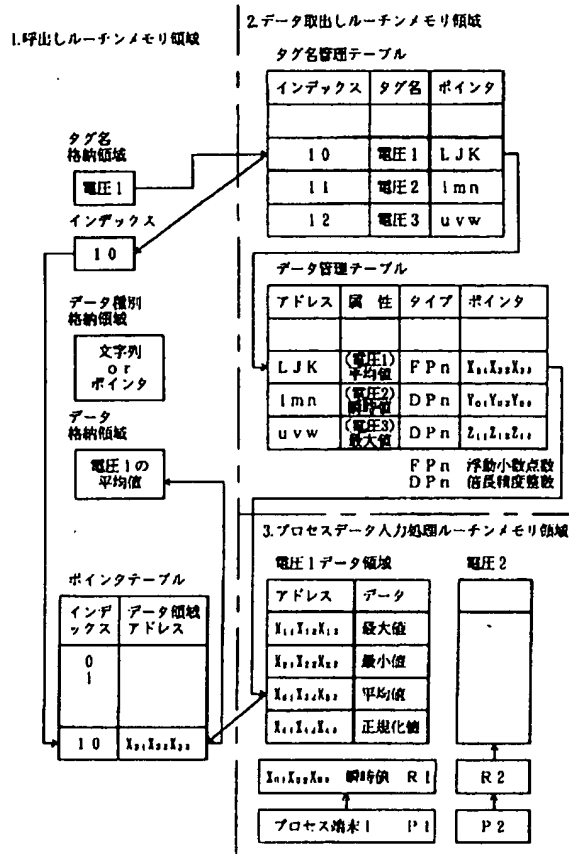 1.呼出しルーチンメモリ領域
タグ名
格納領域
電圧1
インデックス
10
データ種別
格納領域
文字列
or
ポインタ
データ
格納領域
電圧1の
平均値
ポインタテーブル
インデ
ックス
データ領域
アドレス
0
1
10
2.データ取出しルーチンメモリ領域
タグ名管理テーブル
インデックス タグ名 ポインタ
10 電圧1 LJK
11 電圧2 lmn
12 電圧3 uvw
データ管理テーブル
アドレス 属性 タイプ ポインタ
LJK (電圧1)平均値 FPn
lmn (電圧2)瞬時値 DPn
uvw (電圧3)最大値 DPn
FPn 浮動小数点数
DPn 倍長精度整数
3.プロセスデータ入力処理ルーチンメモリ領域
電圧1データ領域
アドレス データ
最大値
最小値
平均値
正規化値
瞬時値 R1
プロセス端末1 P1
電圧2
R2
P2